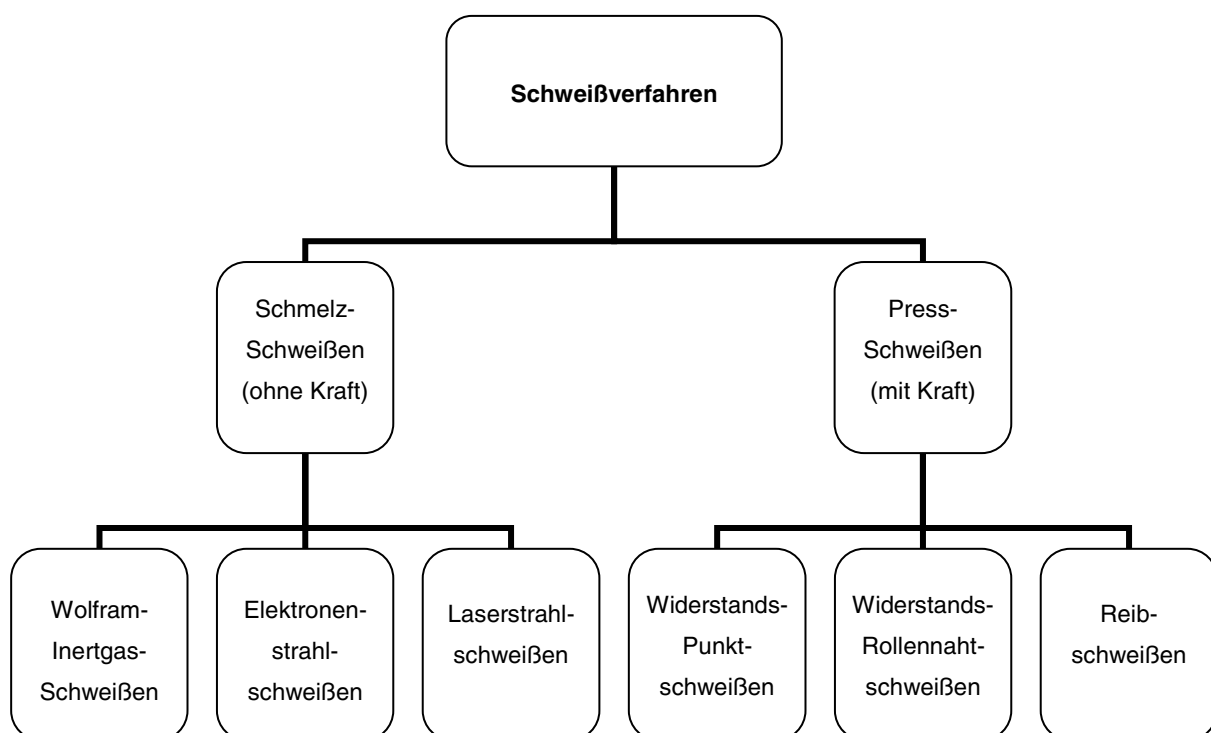 Schweißverfahren
Schmelz-
Schweißen
(ohne Kraft)
Press-
Schweißen
(mit Kraft)
Wolfram-
Inertgas-
Schweißen
Elektronen-
strahl-
schweißen
Laserstrahl-
schweißen
Widerstands-
Punkt-
schweißen
Widerstands-
Rollennaht-
schweißen
Reib-
schweißen